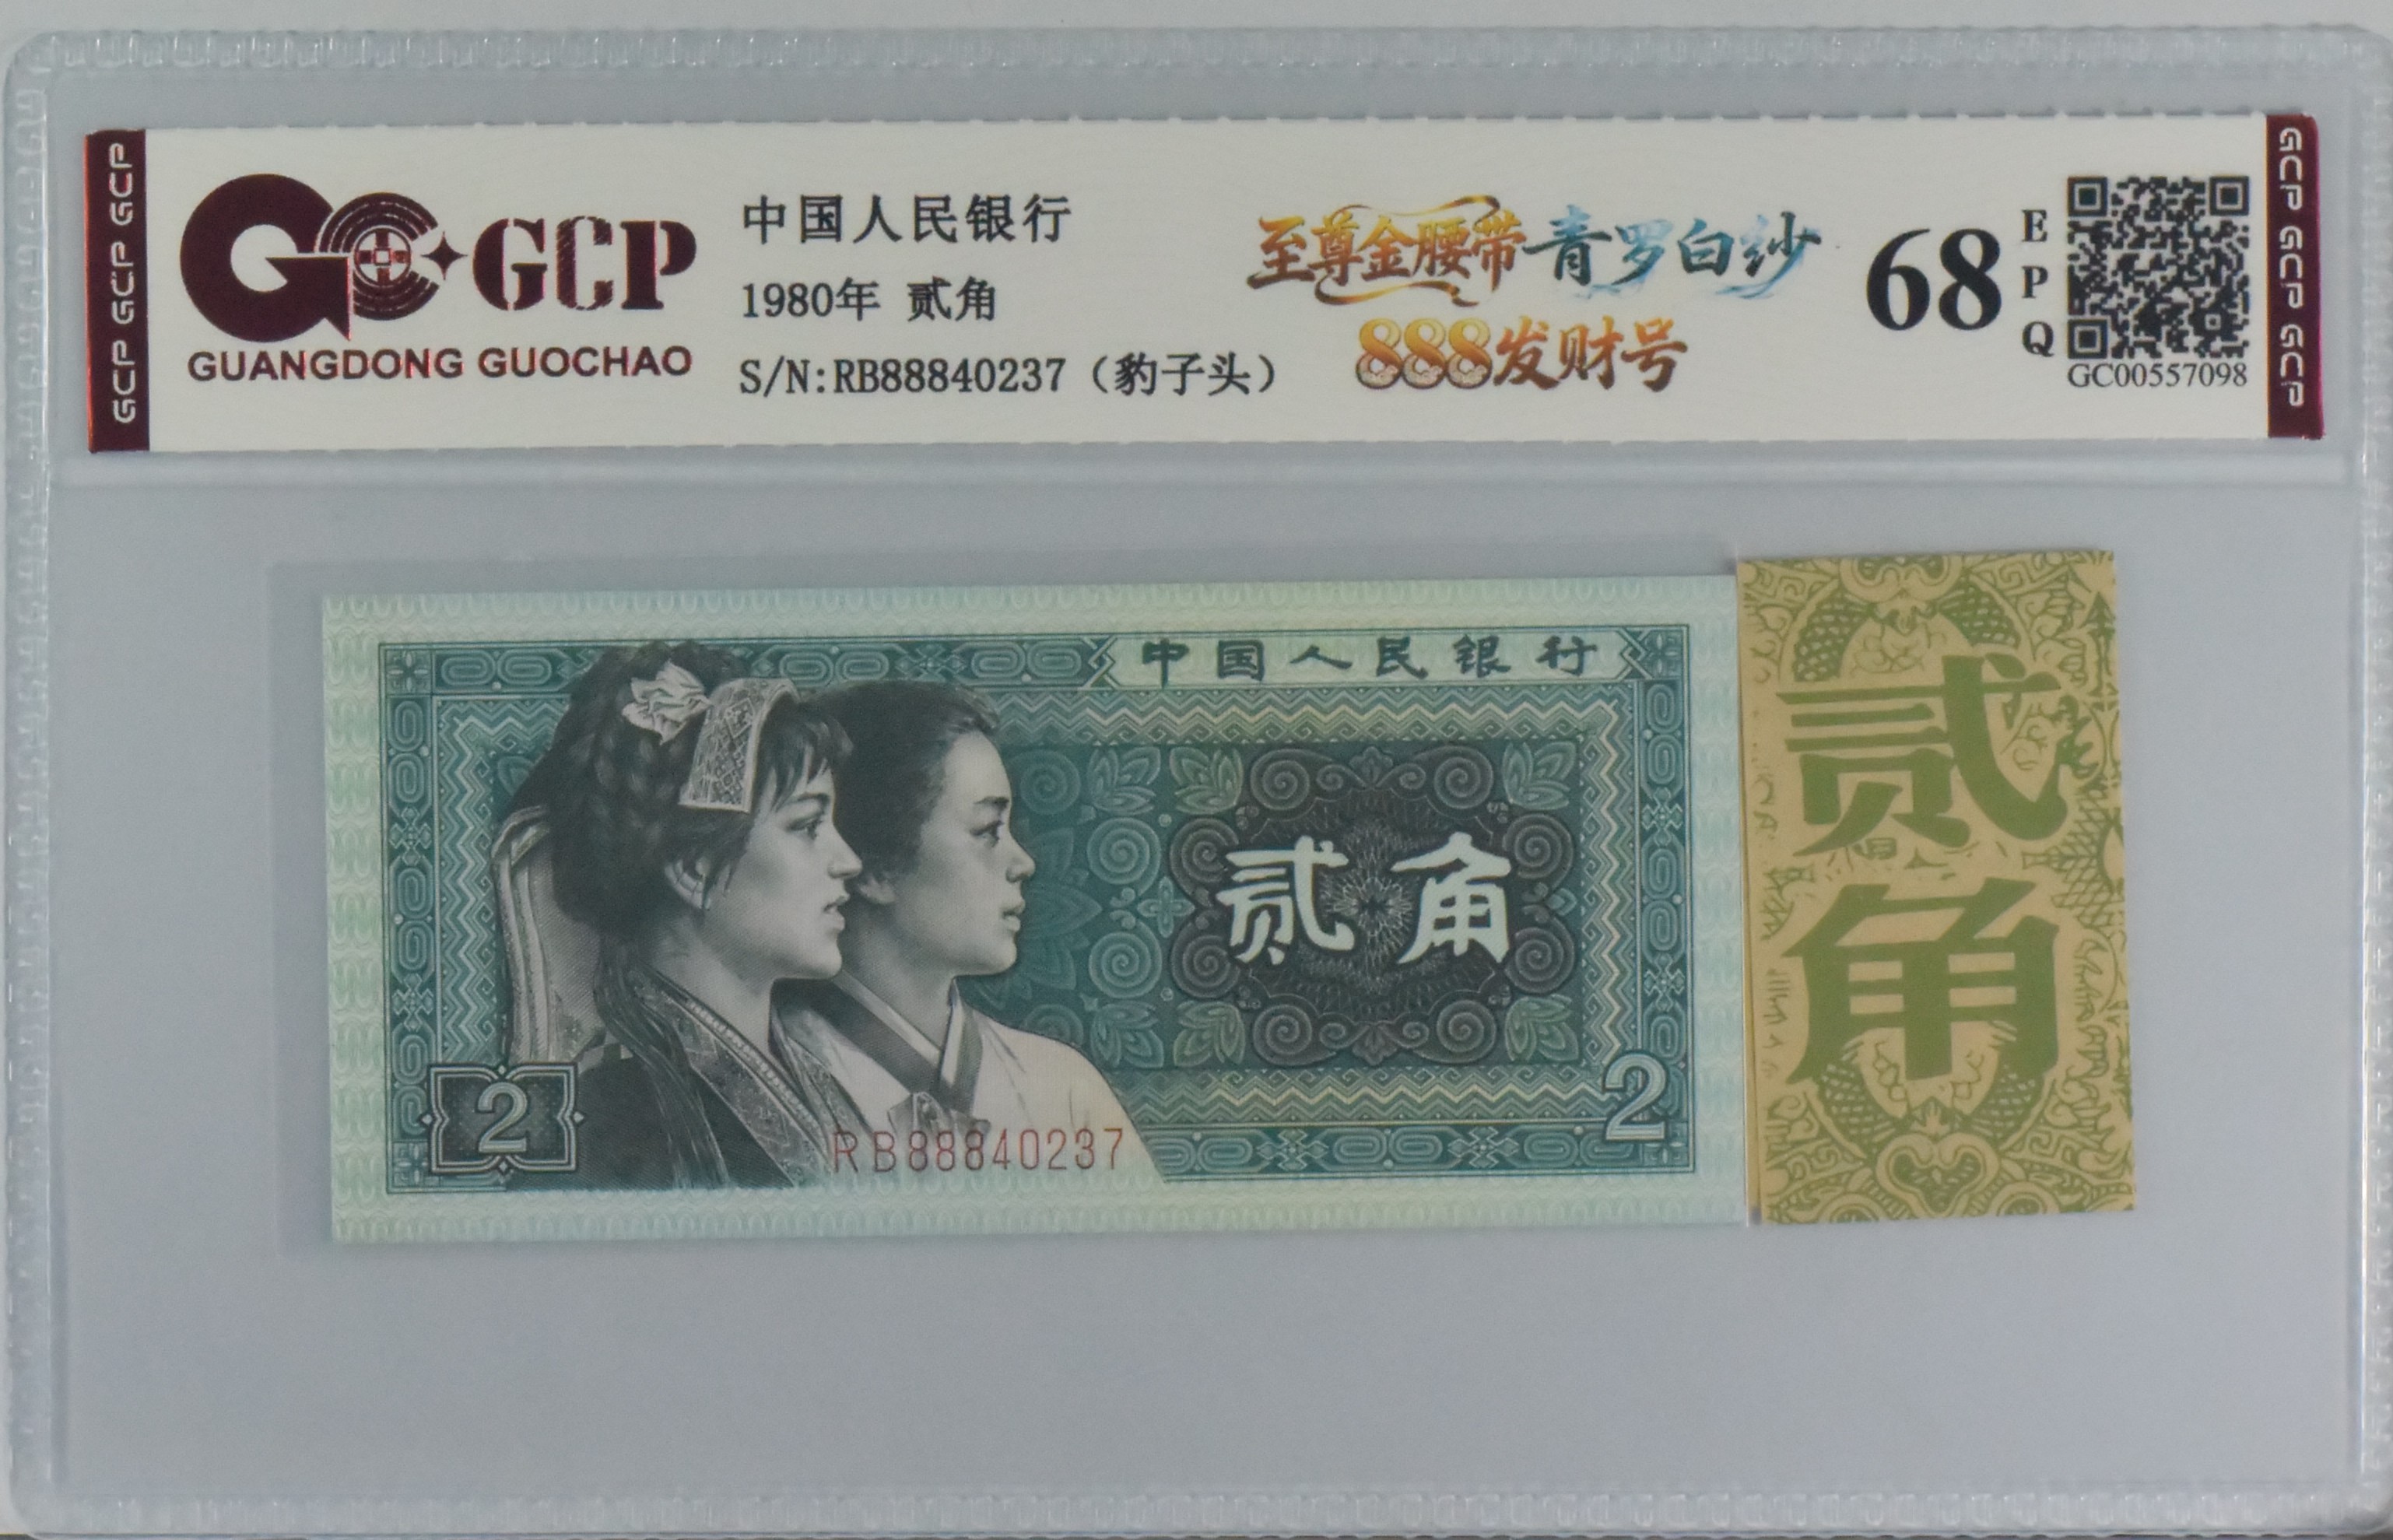 GCP GCP GCP
GCP
GUANGDONG GUOCHAO
中国人民银行
1980年 贰角
S/N:RB88840237（豹子头）
至尊金腰带青罗白纱
888发财号
68
EPQ
GC00557098
GCP GCP GCP
中国人民银行
贰角
2
2
RB88840237
贰角